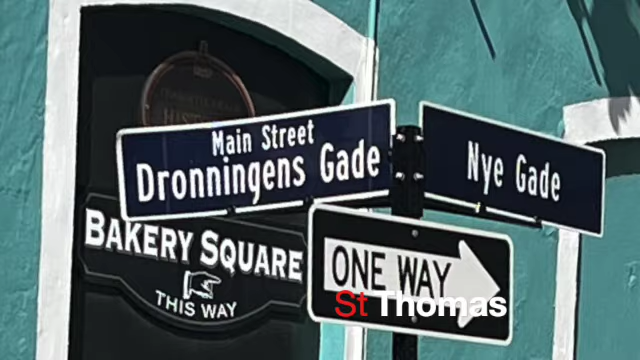 Main Street
Dronningens Gade
Nye Gade
BAKERY SQUARE
THIS WAY
ONE WAY
St Thomas